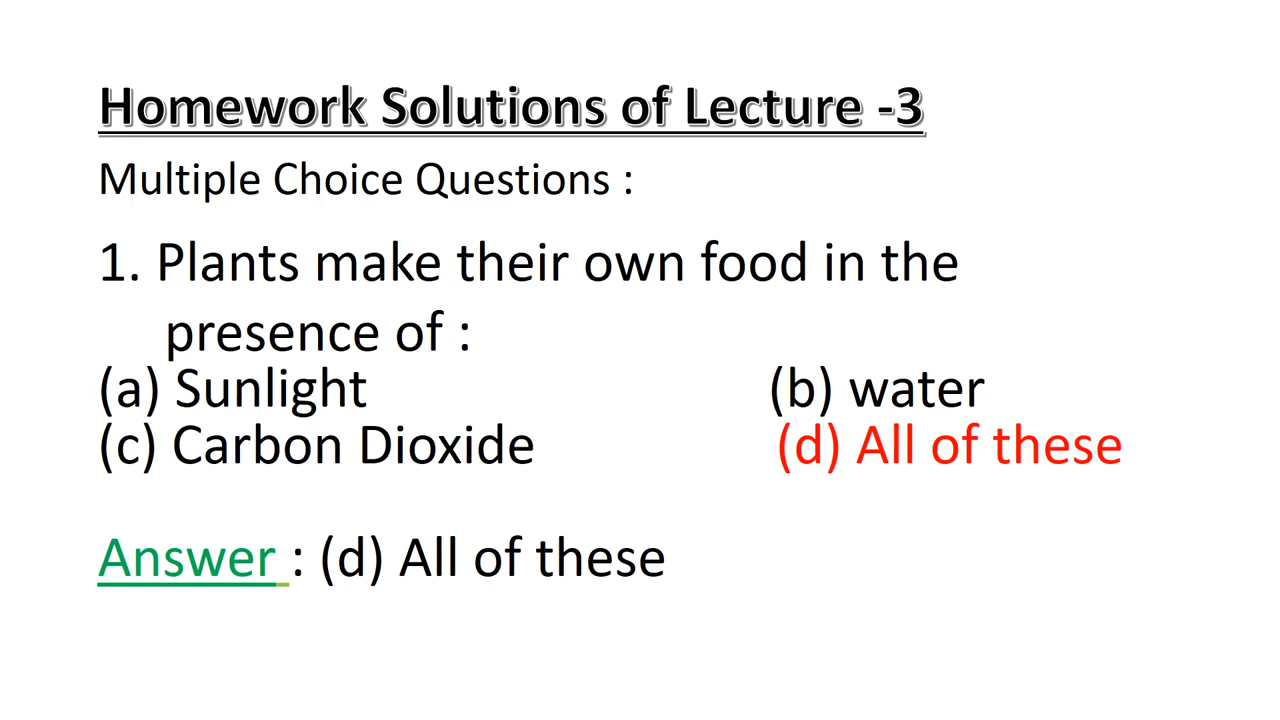 Homework Solutions of Lecture -3
Multiple Choice Questions :
1. Plants make their own food in the
presence of :
(a) Sunlight (b) water
(c) Carbon Dioxide (d) All of these
Answer : (d) All of these